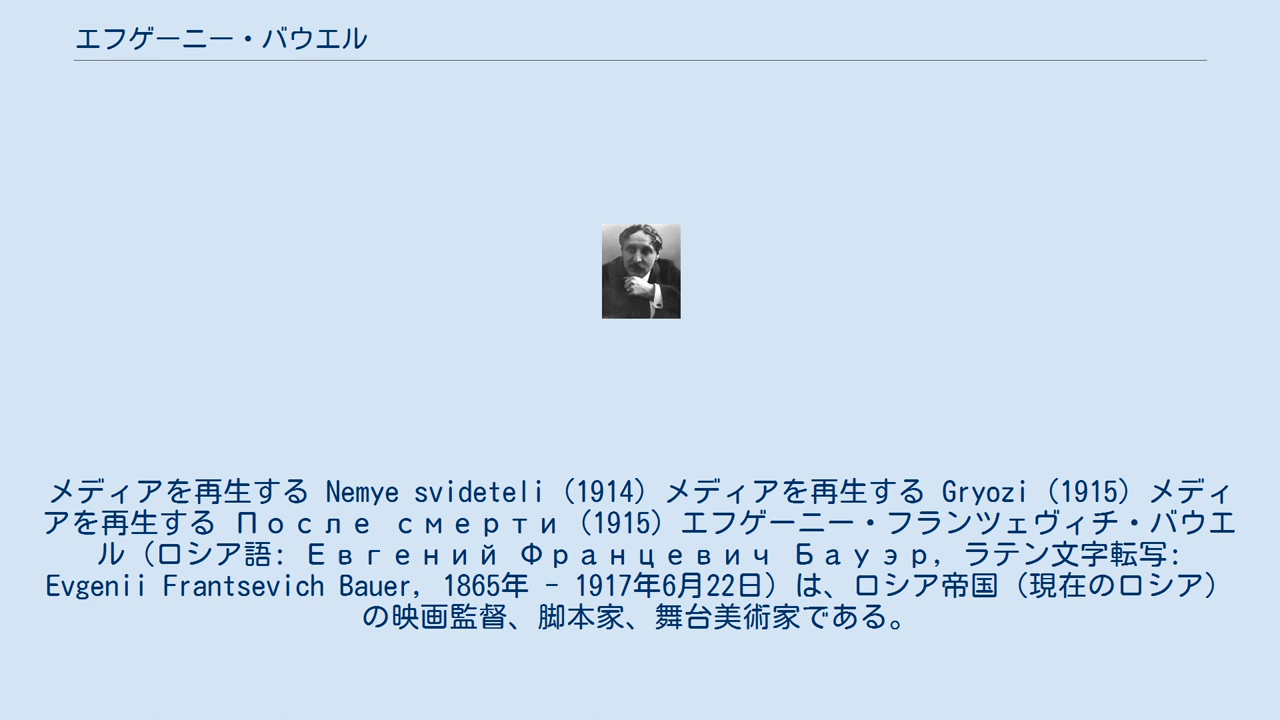 エフゲーニー・バウエル
メディアを再生する Nemye svideteli (1914) メディアを再生する Gryozi (1915) メディ
アを再生する После смерти (1915) エフゲーニー・フランツェヴィチ・バウエ
ル（ロシア語: Евгений Францевич Бауэр, ラテン文字転写:
Evgenii Frantsevich Bauer, 1865年 - 1917年6月22日）は、ロシア帝国（現在のロシア）
の映画監督、脚本家、舞台美術家である。